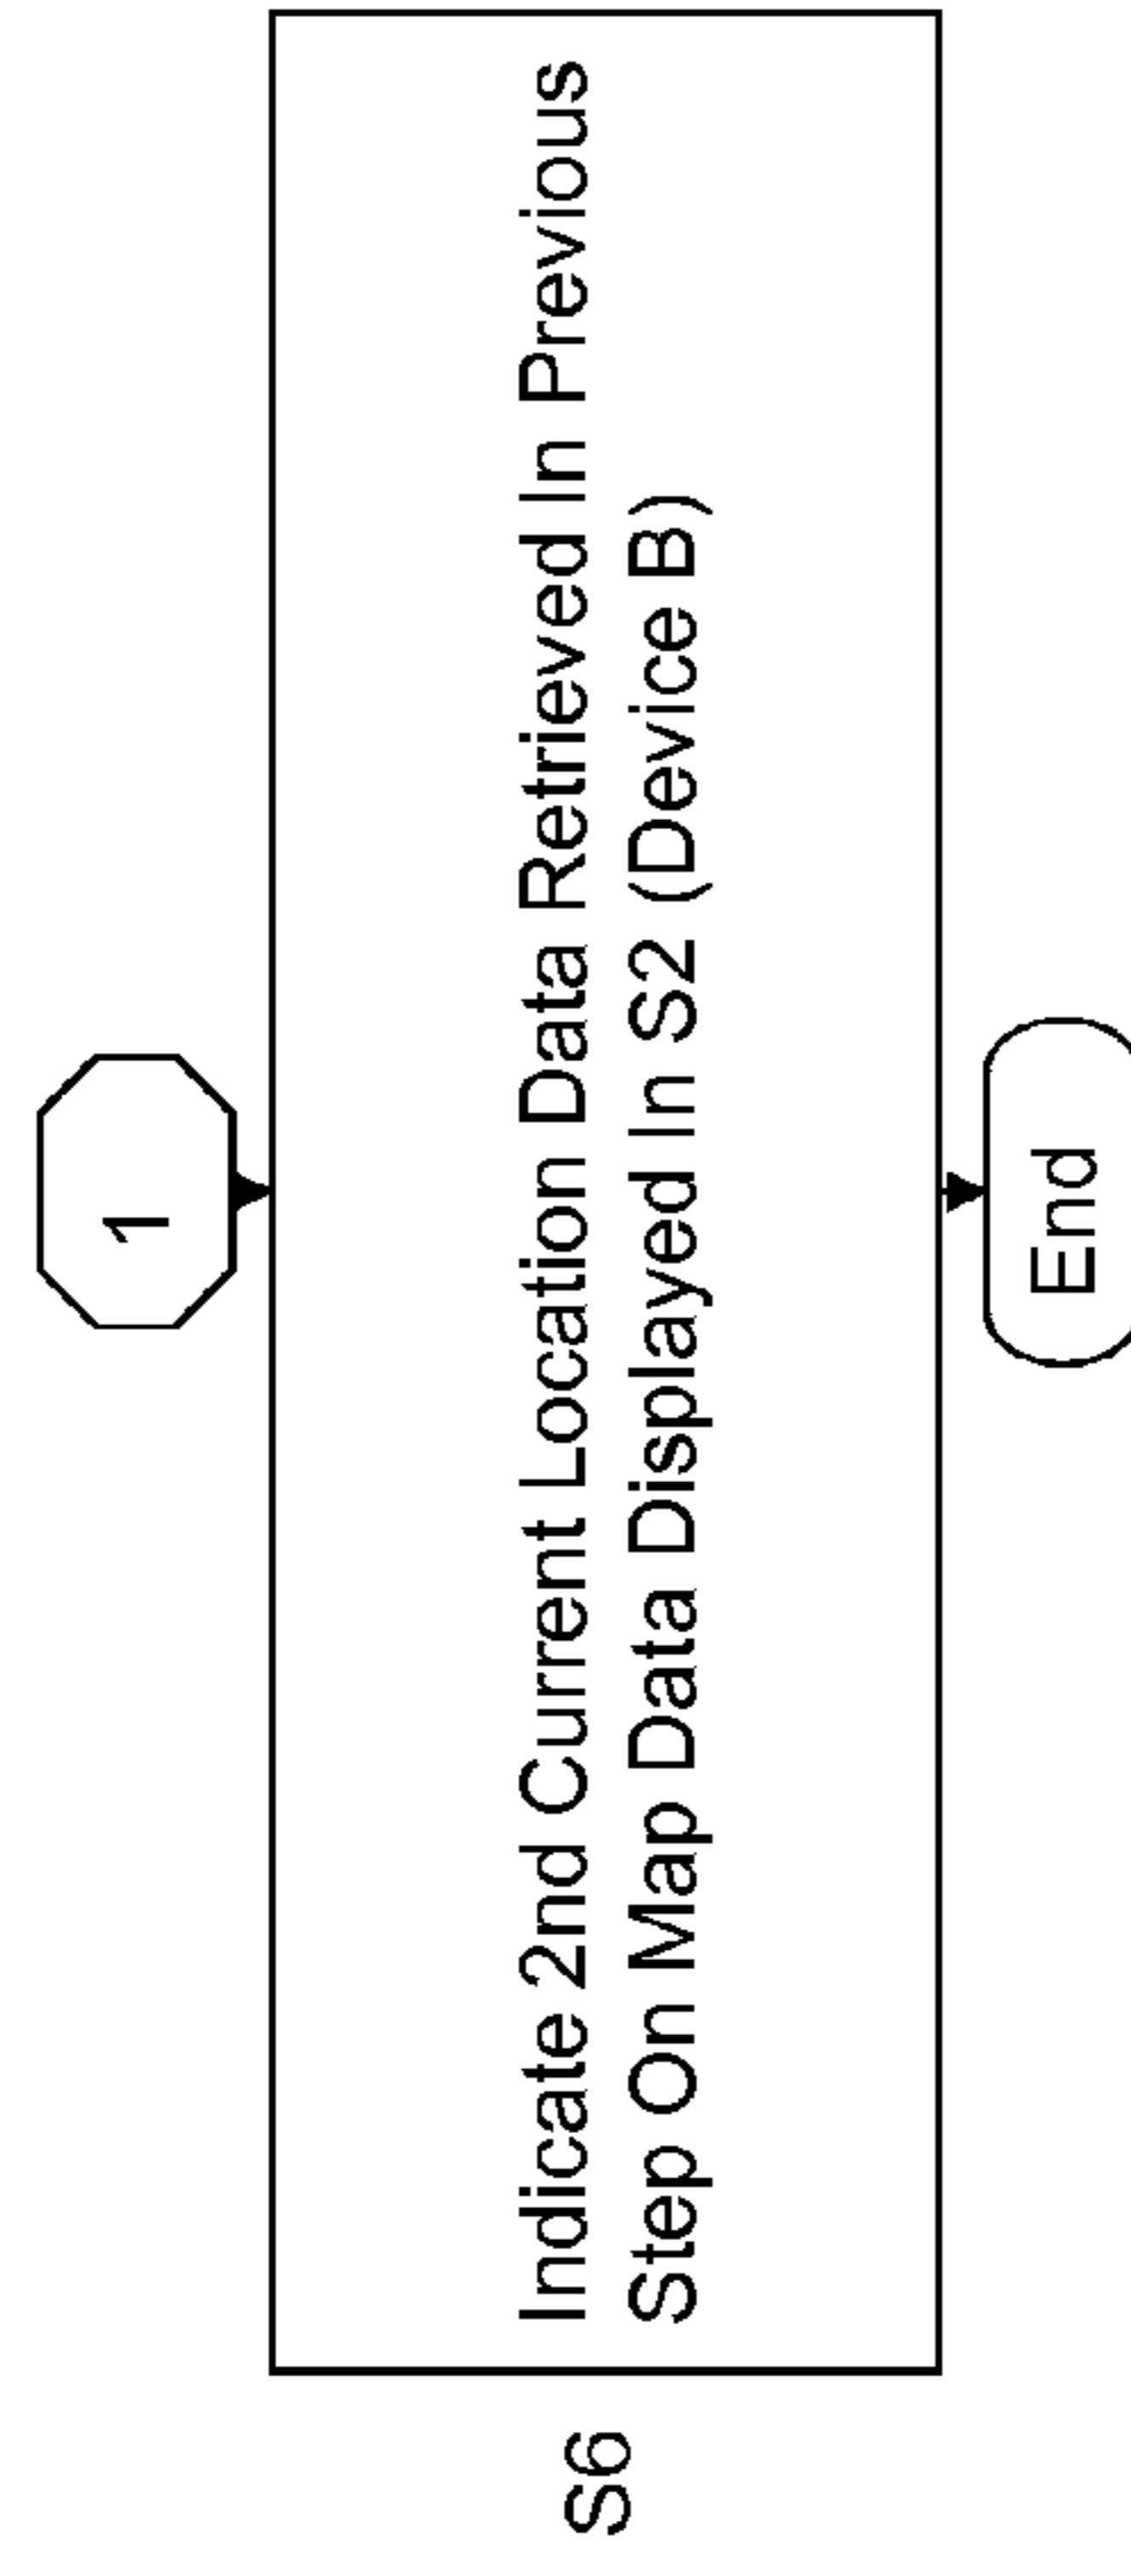 1
S6
Indicate 2nd Current Location Data Retrieved In Previous
Step On Map Data Displayed In S2 (Device B)
End